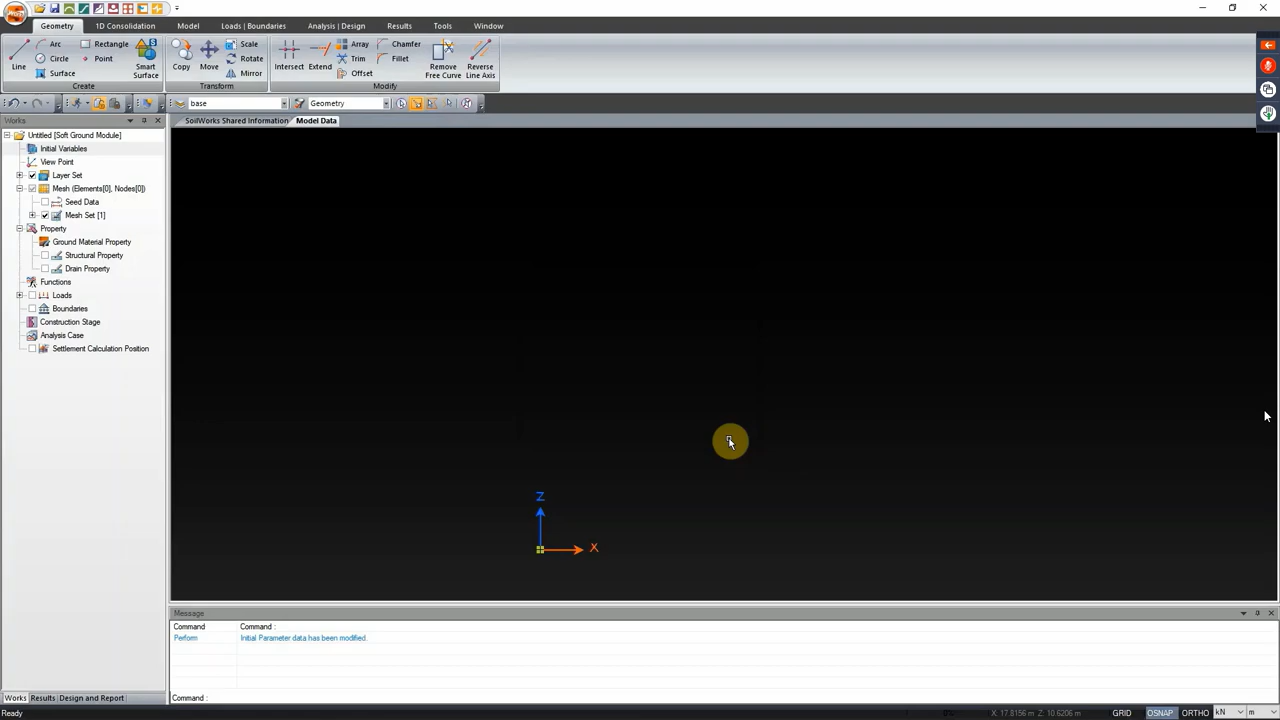 Geometry 1D Consolidation Model Loads | Boundaries Analysis | Design Results Tools Window
Line Arc Circle Surface Rectangle Point Smart Surface Copy Move Scale Rotate Mirror Intersect Extend Array Trim Offset Chamfer Fillet Remove Free Curve Reverse Line Axis
Create Transform Modify
base Geometry
Works
SoilWorks Shared Information Model Data
Untitled [Soft Ground Module]
Initial Variables
View Point
Layer Set
Mesh (Elements[0], Nodes[0])
Seed Data
Mesh Set [1]
Property
Ground Material Property
Structural Property
Drain Property
Functions
Loads
Boundaries
Construction Stage
Analysis Case
Settlement Calculation Position
Z
X
Message
Command Command :
Perform Initial Parameter data has been modified.
Works Results Design and Report
Command :
Ready X: 17.8156 m Z: 10.6206 m GRID OSNAP ORTHO kN m